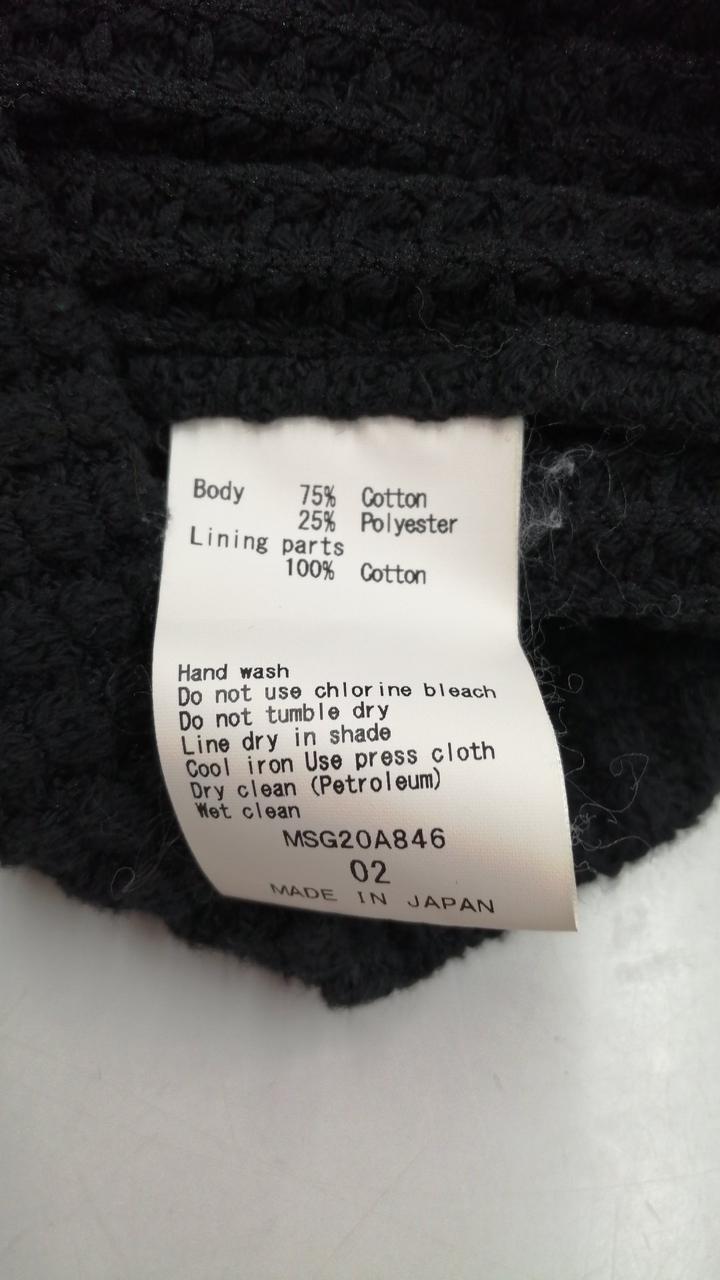 Body 75% Cotton
25% Polyester
Lining parts
100% Cotton
Hand wash
Do not use chlorine bleach
Do not tumble dry
Line dry in shade
Cool iron Use press cloth
Dry clean (Petroleum)
Wet clean
MSG20A846
02
MADE IN JAPAN